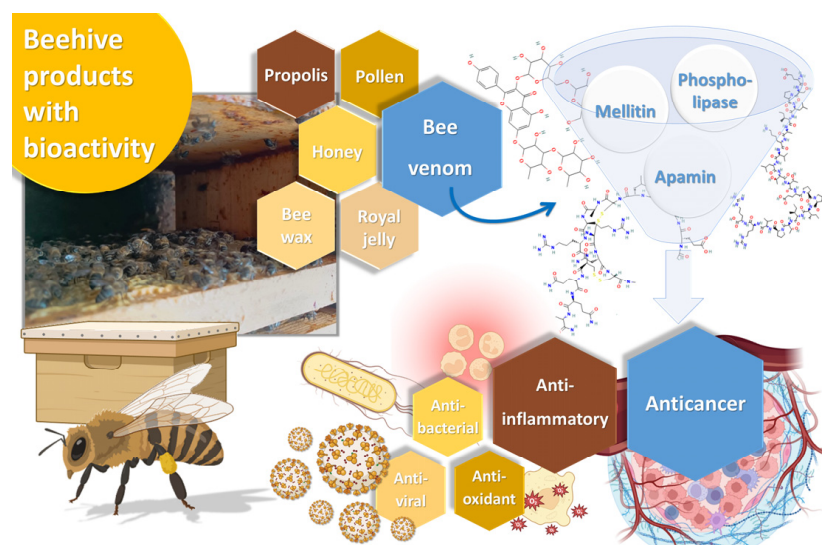 Beehive
products
with
bioactivity
Propolis
Pollen
Honey
Bee
venom
Bee
wax
Royal
jelly
Mellitin
Phospho-
lipase
Apamin
Anti-
bacterial
Anti-
inflammatory
Anticancer
Anti-
viral
Anti-
oxidant